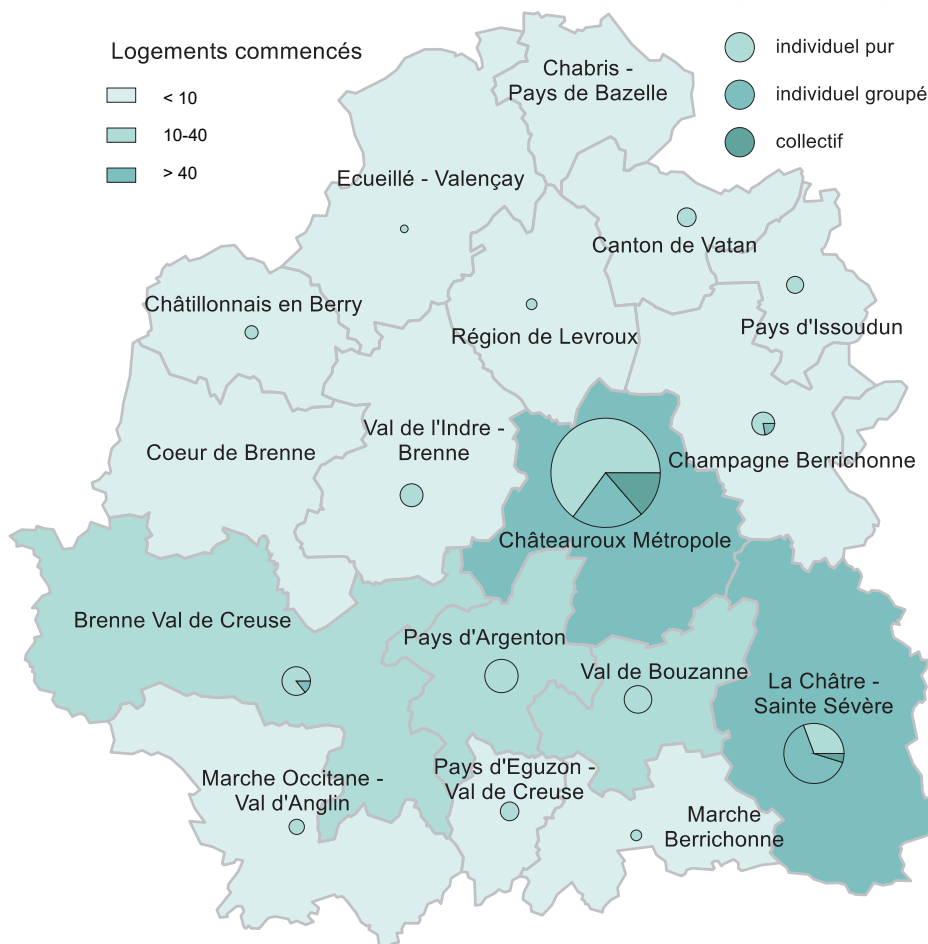 Logements commencés
< 10
10-40
> 40
individuel pur
individuel groupé
collectif
Chabris -
Pays de Bazelle
Ecueillé - Valençay
Canton de Vatan
Châtillonnais en Berry
Région de Levroux
Pays d'Issoudun
Val de l'Indre -
Brenne
Coeur de Brenne
Champagne Berrichonne
Châteauroux Métropole
Brenne Val de Creuse
Pays d'Argenton
Val de Bouzanne
La Châtre -
Sainte Sévère
Marche Occitane -
Val d'Anglin
Pays d'Eguzon -
Val de Creuse
Marche
Berrichonne